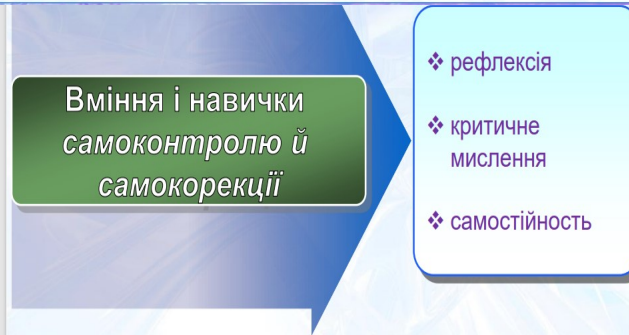 Вміння і навички
самоконтролю й
самокорекції
❖ рефлексія
❖ критичне
мислення
❖ самостійність